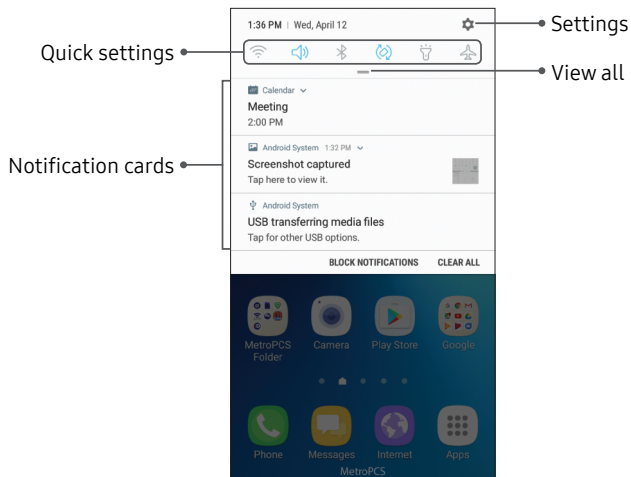 1:36 PM | Wed, April 12
Settings
Quick settings
View all
Calendar
Meeting
2:00 PM
Android System 1:32 PM
Screenshot captured
Tap here to view it.
Notification cards
Android System
USB transferring media files
Tap for other USB options.
BLOCK NOTIFICATIONS CLEAR ALL
MetroPCS Folder
Camera
Play Store
Google
Phone
Messages
Internet
Apps
MetroPCS